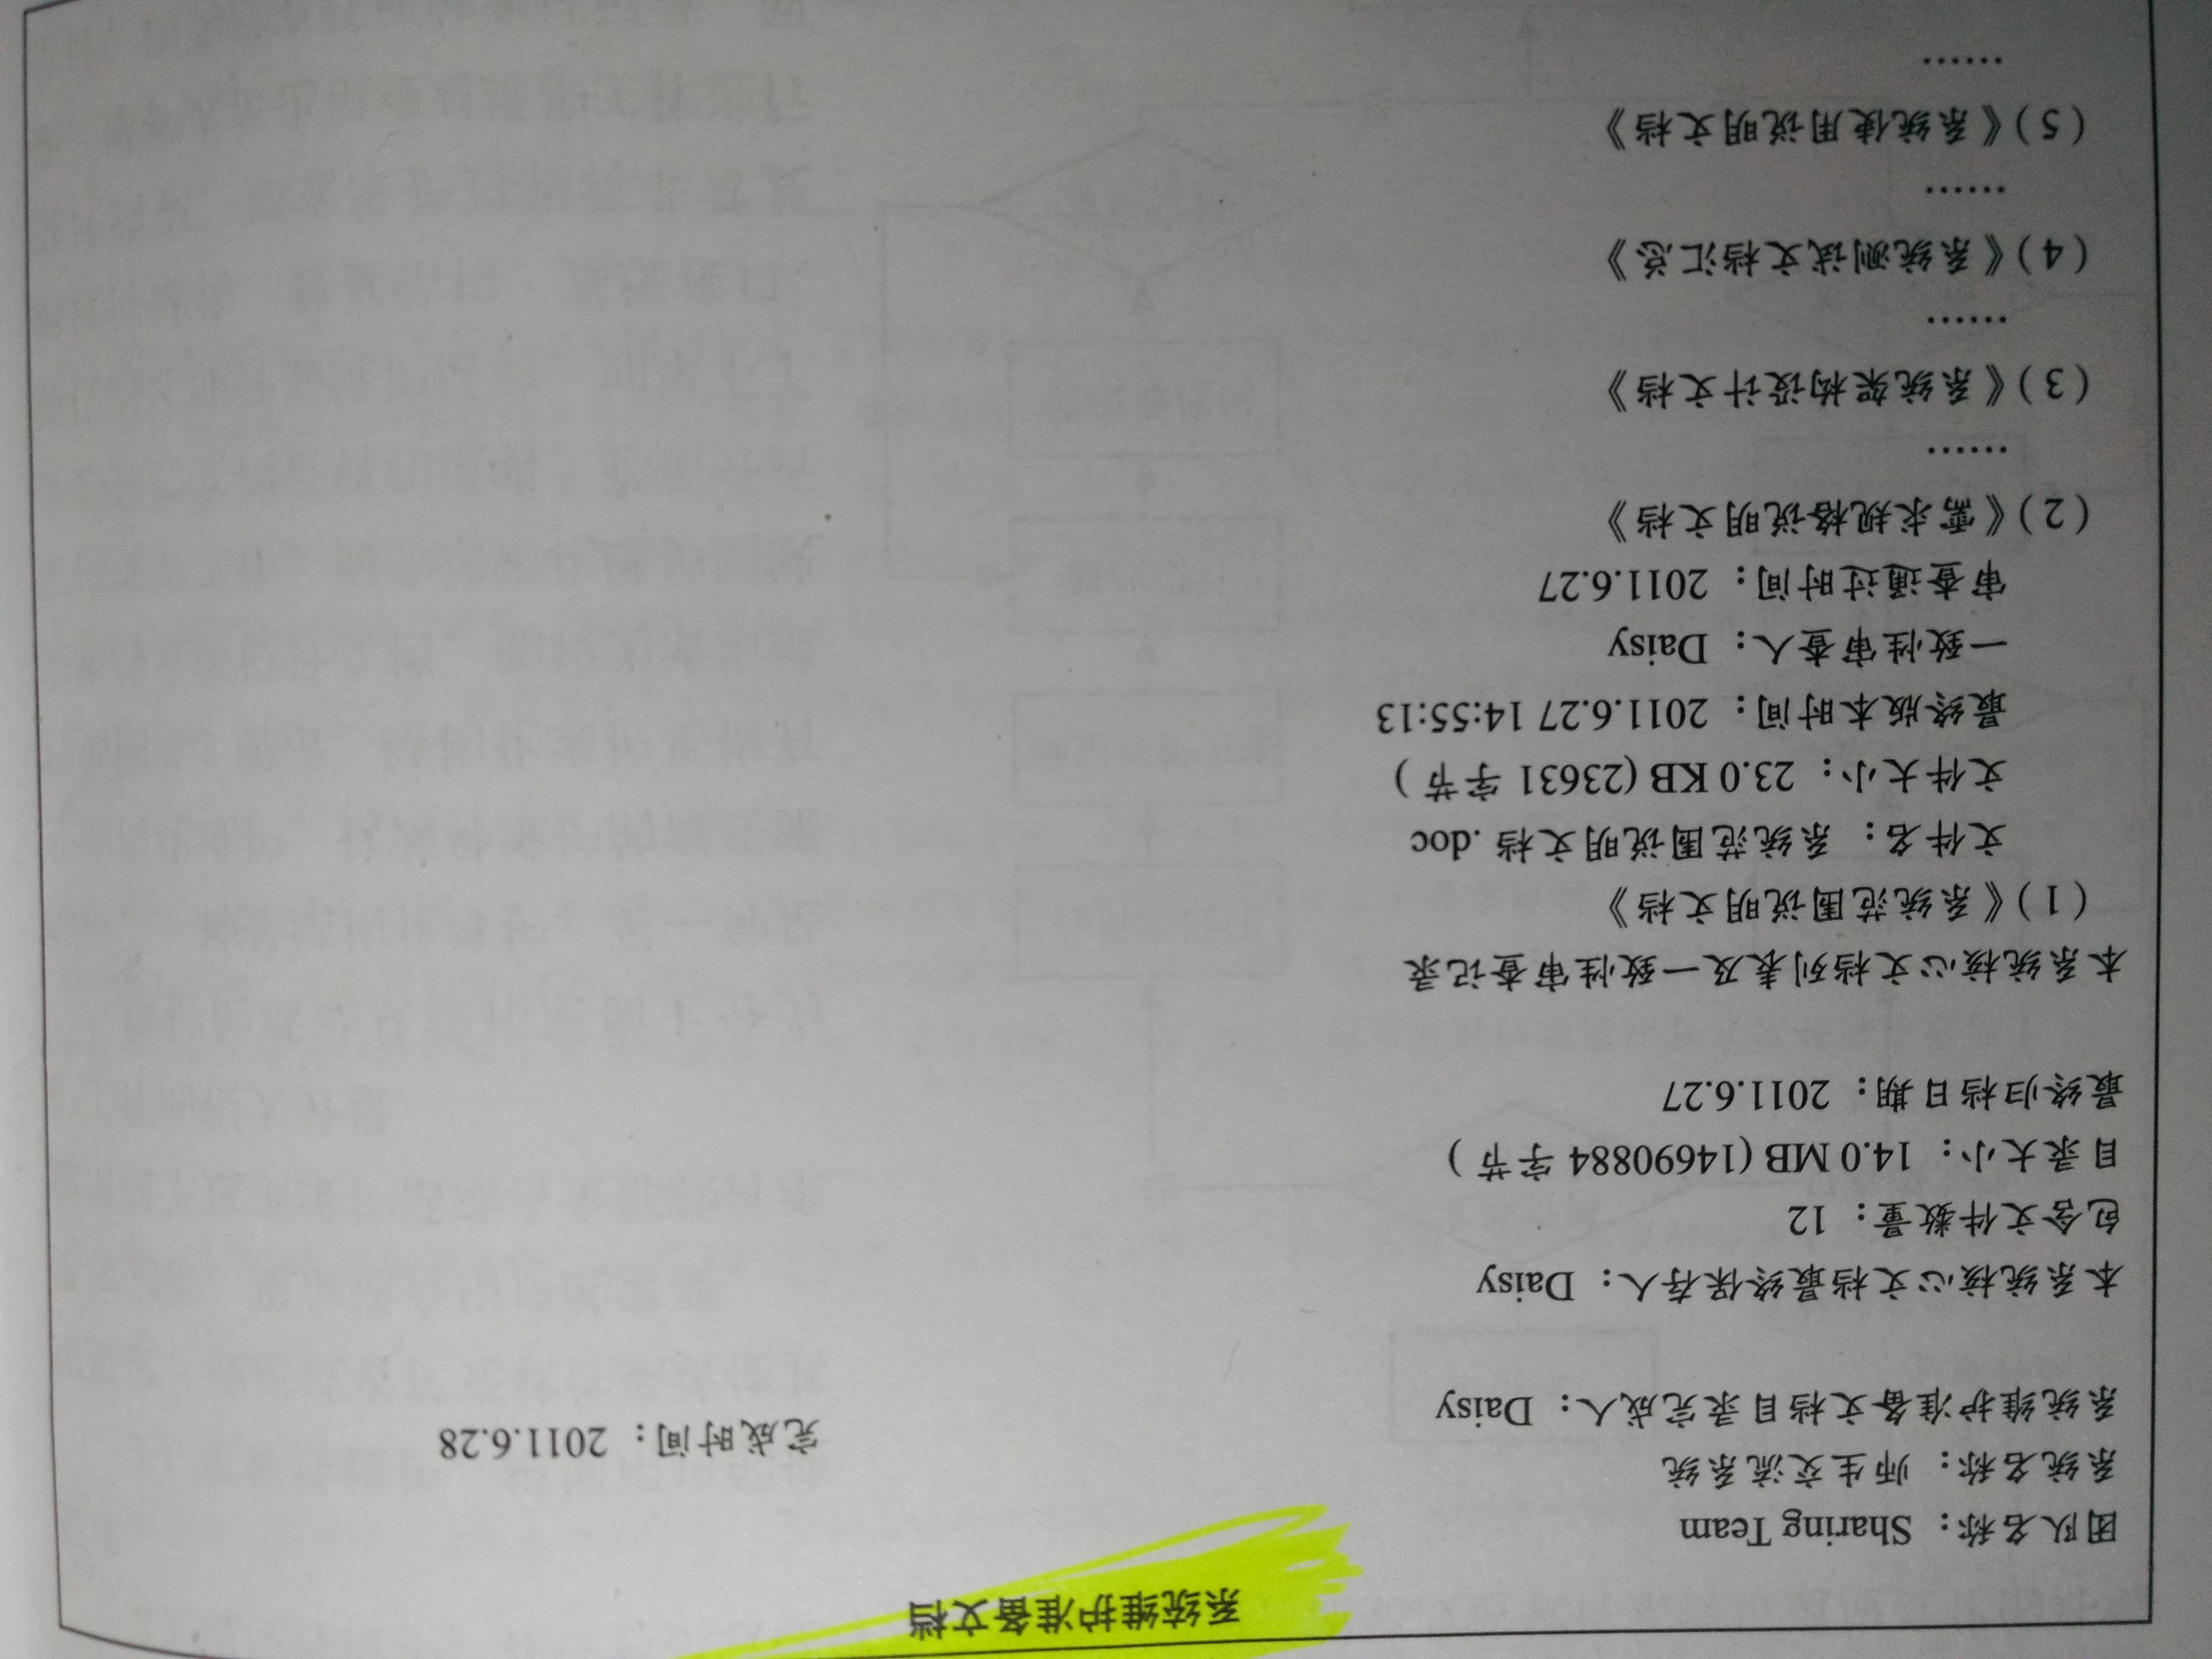 系统维护准备文档
团队名称：Sharing Team
系统名称：师生交流系统
系统维护准备文档目录完成人：Daisy 完成时间：2011.6.28
本系统核心文档最终保存人：Daisy
包含文件数量：12
目录大小：14.0 MB (14690884 字节)
最终归档日期：2011.6.27
本系统核心文档列表及一致性审查记录
(1)《系统范围说明文档》
文件名：系统范围说明文档.doc
文件大小：23.0 KB (23631 字节)
最终版本时间：2011.6.27 14:55:13
一致性审查人：Daisy
审查通过时间：2011.6.27
(2)《需求规格说明文档》
……
(3)《系统架构设计文档》
……
(4)《系统测试文档汇总》
……
(5)《系统使用说明文档》
……